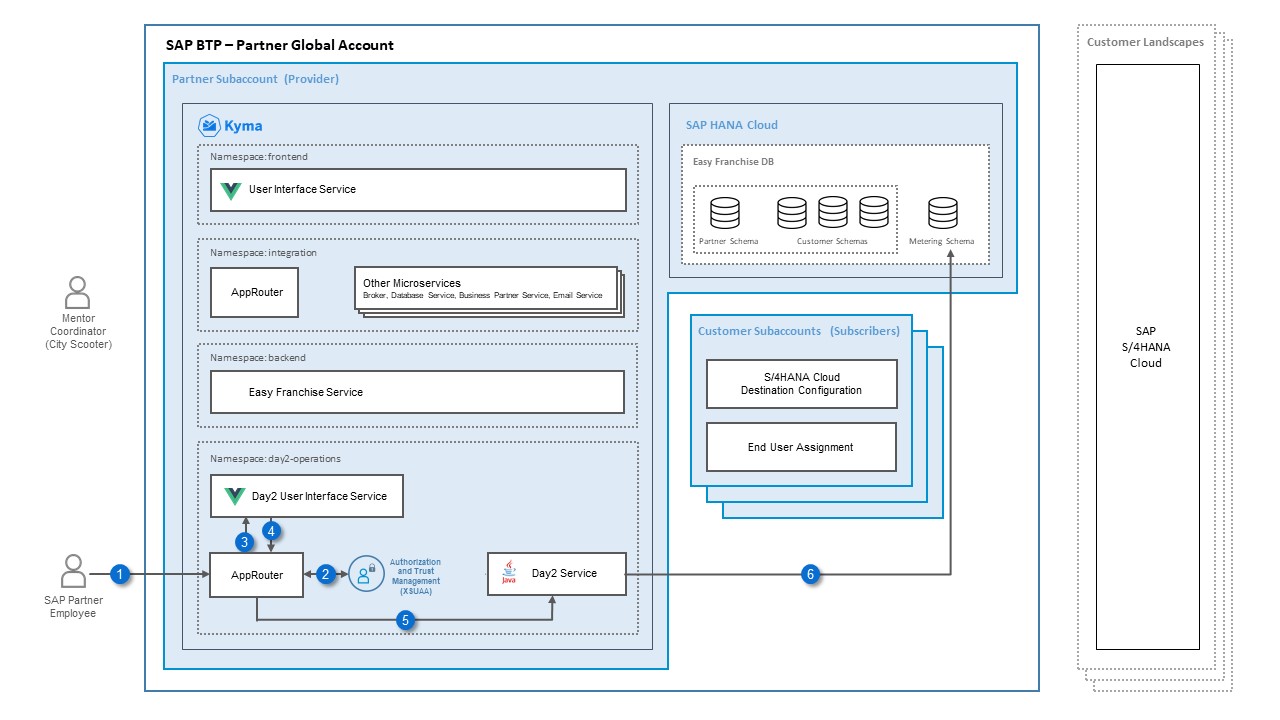 SAP BTP – Partner Global Account
Partner Subaccount (Provider)
Kyma
Namespace: frontend
User Interface Service
Namespace: integration
AppRouter
Other Microservices
Broker, Database Service, Business Partner Service, Email Service
Namespace: backend
Easy Franchise Service
Namespace: day2-operations
Day2 User Interface Service
3
4
AppRouter
2
Authorization
and Trust
Management
(XSUAA)
Java
Day2 Service
5
1
6
SAP HANA Cloud
Easy Franchise DB
Partner Schema
Customer Schemas
Metering Schema
Customer Subaccounts (Subscribers)
S/4HANA Cloud
Destination Configuration
End User Assignment
Mentor
Coordinator
(City Scooter)
SAP Partner
Employee
Customer Landscapes
SAP
S/4HANA
Cloud